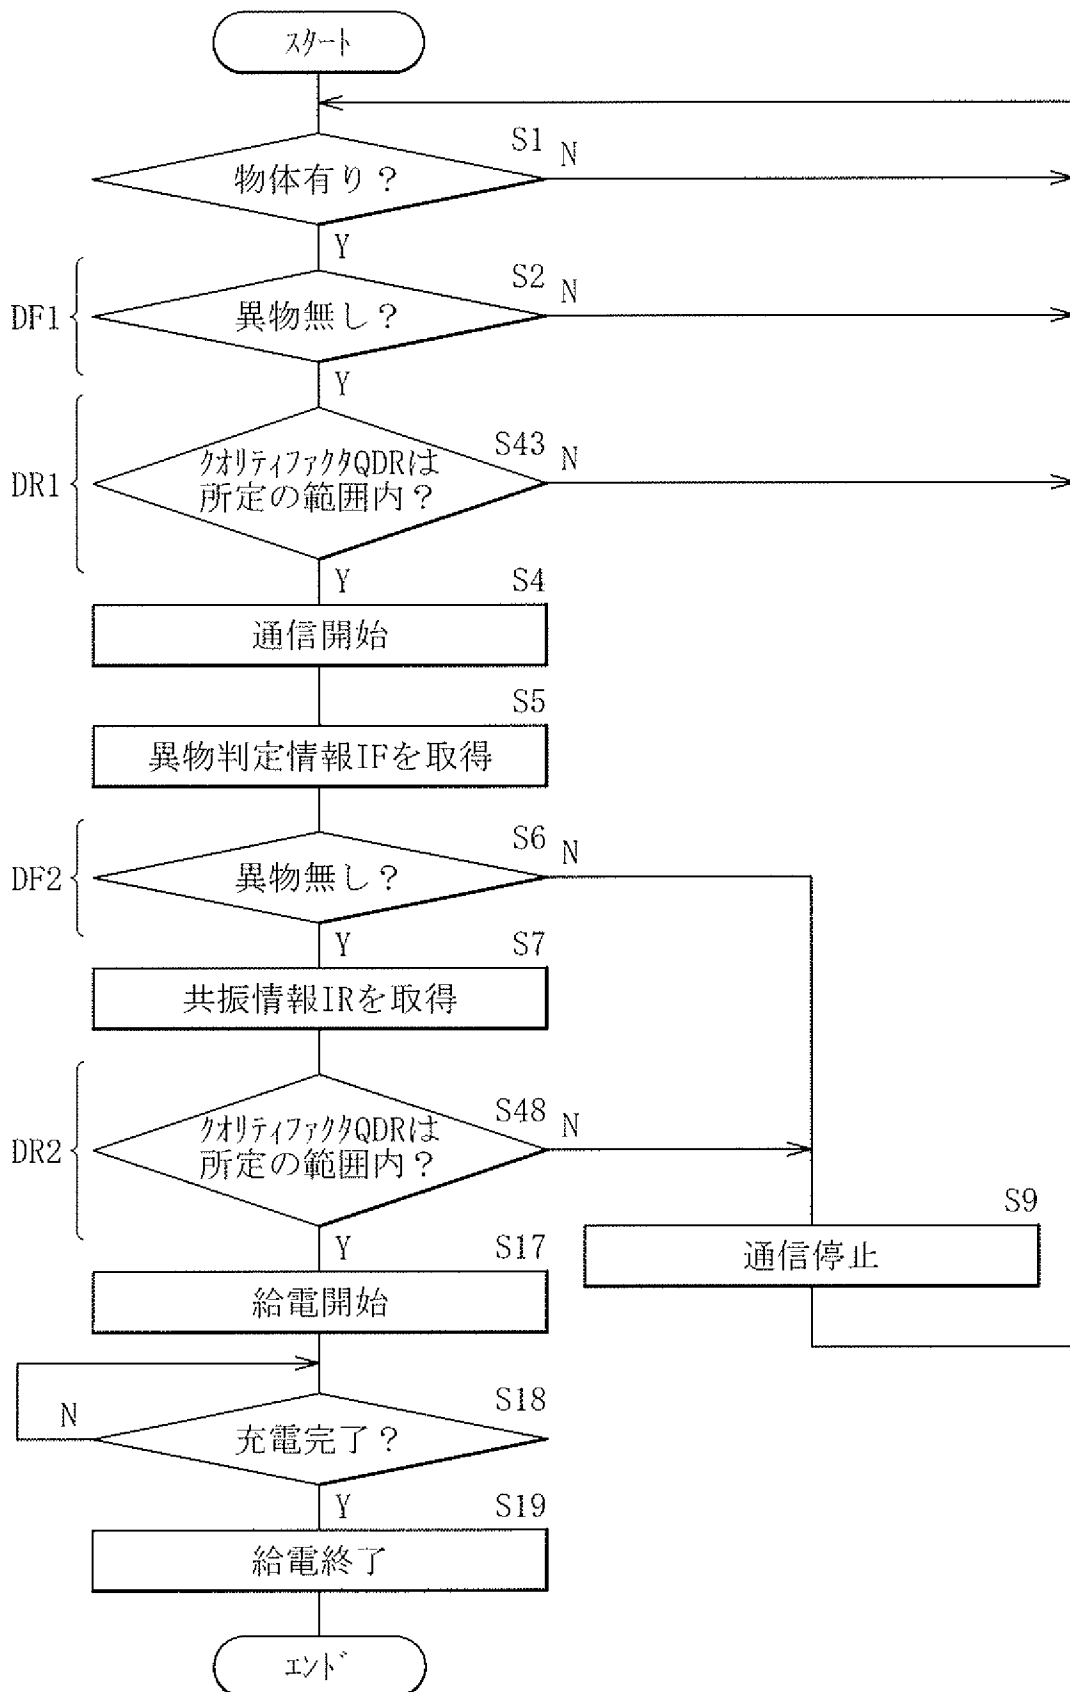 スタート
S1
物体有り？
N
Y
DF1
S2
異物無し？
N
Y
DR1
S43
クオリティファクタQDRは
所定の範囲内？
N
Y
S4
通信開始
S5
異物判定情報IFを取得
DF2
S6
異物無し？
N
Y
S7
共振情報IRを取得
DR2
S48
クオリティファクタQDRは
所定の範囲内？
N
Y
S9
通信停止
S17
給電開始
S18
充電完了？
N
Y
S19
給電終了
エンド